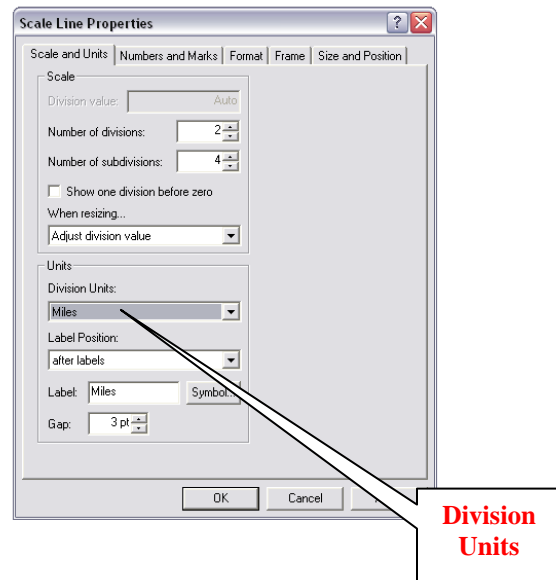 Scale Line Properties
Scale and Units Numbers and Marks Format Frame Size and Position
Scale
Division value: Auto
Number of divisions: 2
Number of subdivisions: 4
Show one division before zero
When resizing...
Adjust division value
Units
Division Units:
Miles
Label Position:
after labels
Label: Miles Symbol...
Gap: 3 pt
OK Cancel
Division
Units